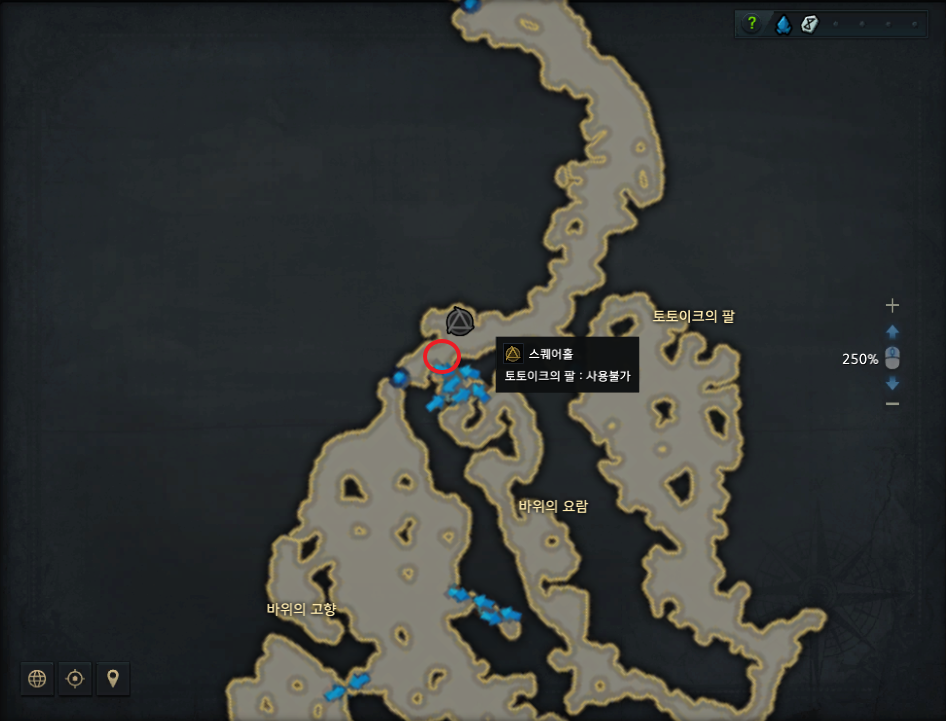 ?
토토이크의 팔
스퀘어홀
토토이크의 팔 : 사용불가
250%
바위의 요람
바위의 고향